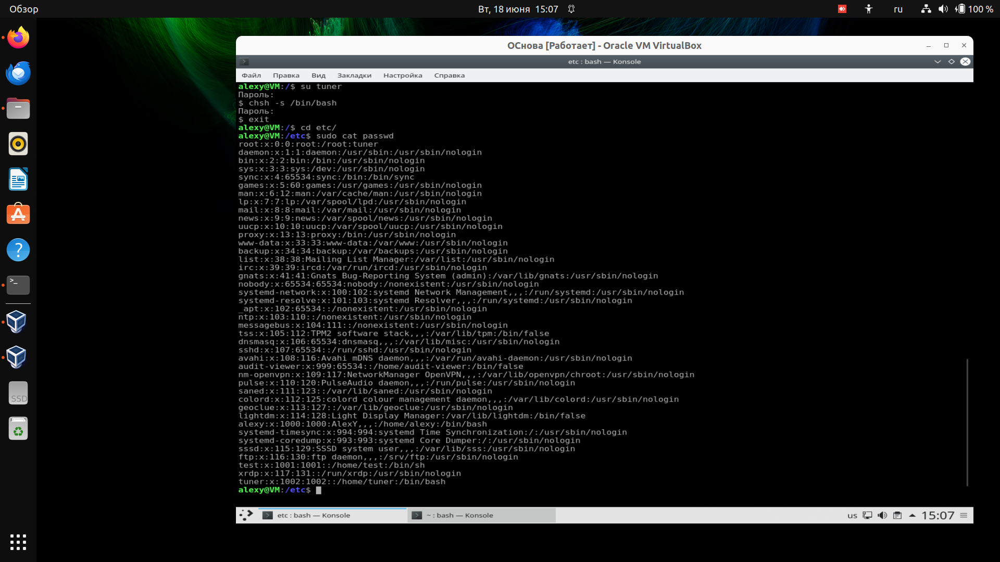 Обзор
Вт, 18 июня 15:07
ru
100 %
ОСнова [Работает] - Oracle VM VirtualBox
etc : bash — Konsole
Файл Правка Вид Закладки Настройка Справка
alexy@VM:/$ su tuner
Пароль:
$ chsh -s /bin/bash
Пароль:
$ exit
alexy@VM:/$ cd etc/
alexy@VM:/etc$ sudo cat passwd
root:x:0:0:root:/root:tuner
daemon:x:1:1:daemon:/usr/sbin:/usr/sbin/nologin
bin:x:2:2:bin:/bin:/usr/sbin/nologin
sys:x:3:3:sys:/dev:/usr/sbin/nologin
sync:x:4:65534:sync:/bin:/bin/sync
games:x:5:60:games:/usr/games:/usr/sbin/nologin
man:x:6:12:man:/var/cache/man:/usr/sbin/nologin
lp:x:7:7:lp:/var/spool/lpd:/usr/sbin/nologin
mail:x:8:8:mail:/var/mail:/usr/sbin/nologin
news:x:9:9:news:/var/spool/news:/usr/sbin/nologin
uucp:x:10:10:uucp:/var/spool/uucp:/usr/sbin/nologin
proxy:x:13:13:proxy:/bin:/usr/sbin/nologin
www-data:x:33:33:www-data:/var/www:/usr/sbin/nologin
backup:x:34:34:backup:/var/backups:/usr/sbin/nologin
list:x:38:38:Mailing List Manager:/var/list:/usr/sbin/nologin
irc:x:39:39:ircd:/var/run/ircd:/usr/sbin/nologin
gnats:x:41:41:Gnats Bug-Reporting System (admin):/var/lib/gnats:/usr/sbin/nologin
nobody:x:65534:65534:nobody:/nonexistent:/usr/sbin/nologin
systemd-network:x:100:102:systemd Network Management,,,:/run/systemd:/usr/sbin/nologin
systemd-resolve:x:101:103:systemd Resolver,,,:/run/systemd:/usr/sbin/nologin
_apt:x:102:65534::/nonexistent:/usr/sbin/nologin
ntp:x:103:110::/nonexistent:/usr/sbin/nologin
messagebus:x:104:111::/nonexistent:/usr/sbin/nologin
tss:x:105:112:TPM2 software stack,,,:/var/lib/tpm:/bin/false
dnsmasq:x:106:65534:dnsmasq,,,:/var/lib/misc:/usr/sbin/nologin
sshd:x:107:65534::/run/sshd:/usr/sbin/nologin
avahi:x:108:116:Avahi mDNS daemon,,,:/var/run/avahi-daemon:/usr/sbin/nologin
audit-viewer:x:999:65534::/home/audit-viewer:/bin/false
nm-openvpn:x:109:117:NetworkManager OpenVPN,,,:/var/lib/openvpn/chroot:/usr/sbin/nologin
pulse:x:110:120:PulseAudio daemon,,,:/run/pulse:/usr/sbin/nologin
saned:x:111:123::/var/lib/saned:/usr/sbin/nologin
colord:x:112:125:colord colour management daemon,,,:/var/lib/colord:/usr/sbin/nologin
geoclue:x:113:127::/var/lib/geoclue:/usr/sbin/nologin
lightdm:x:114:128:Light Display Manager:/var/lib/lightdm:/bin/false
alexy:x:1000:1000:AlexY,,,:/home/alexy:/bin/bash
systemd-timesync:x:994:994:systemd Time Synchronization:/:/usr/sbin/nologin
systemd-coredump:x:993:993:systemd Core Dumper:/:/usr/sbin/nologin
sssd:x:115:129:SSSD system user,,,:/var/lib/sss:/usr/sbin/nologin
ftp:x:116:130:ftp daemon,,,:/srv/ftp:/usr/sbin/nologin
test:x:1001:1001::/home/test:/bin/sh
xrdp:x:117:131::/run/xrdp:/usr/sbin/nologin
tuner:x:1002:1002::/home/tuner:/bin/bash
alexy@VM:/etc$
etc : bash — Konsole
~ : bash — Konsole
us
15:07
SSD